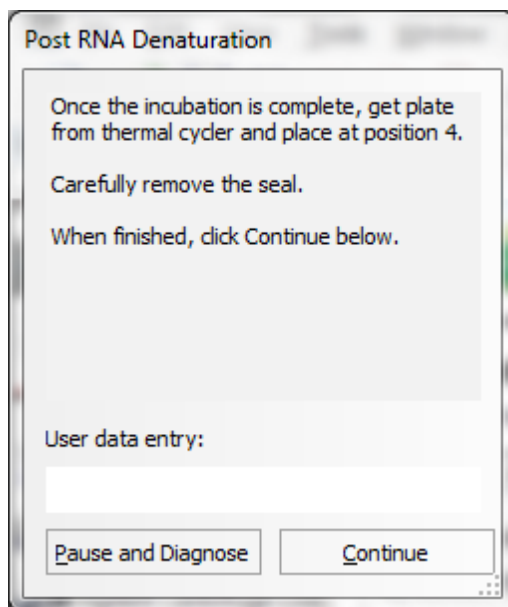 Post RNA Denaturation
Once the incubation is complete, get plate
from thermal cycler and place at position 4.
Carefully remove the seal.
When finished, click Continue below.
User data entry:
Pause and Diagnose
Continue